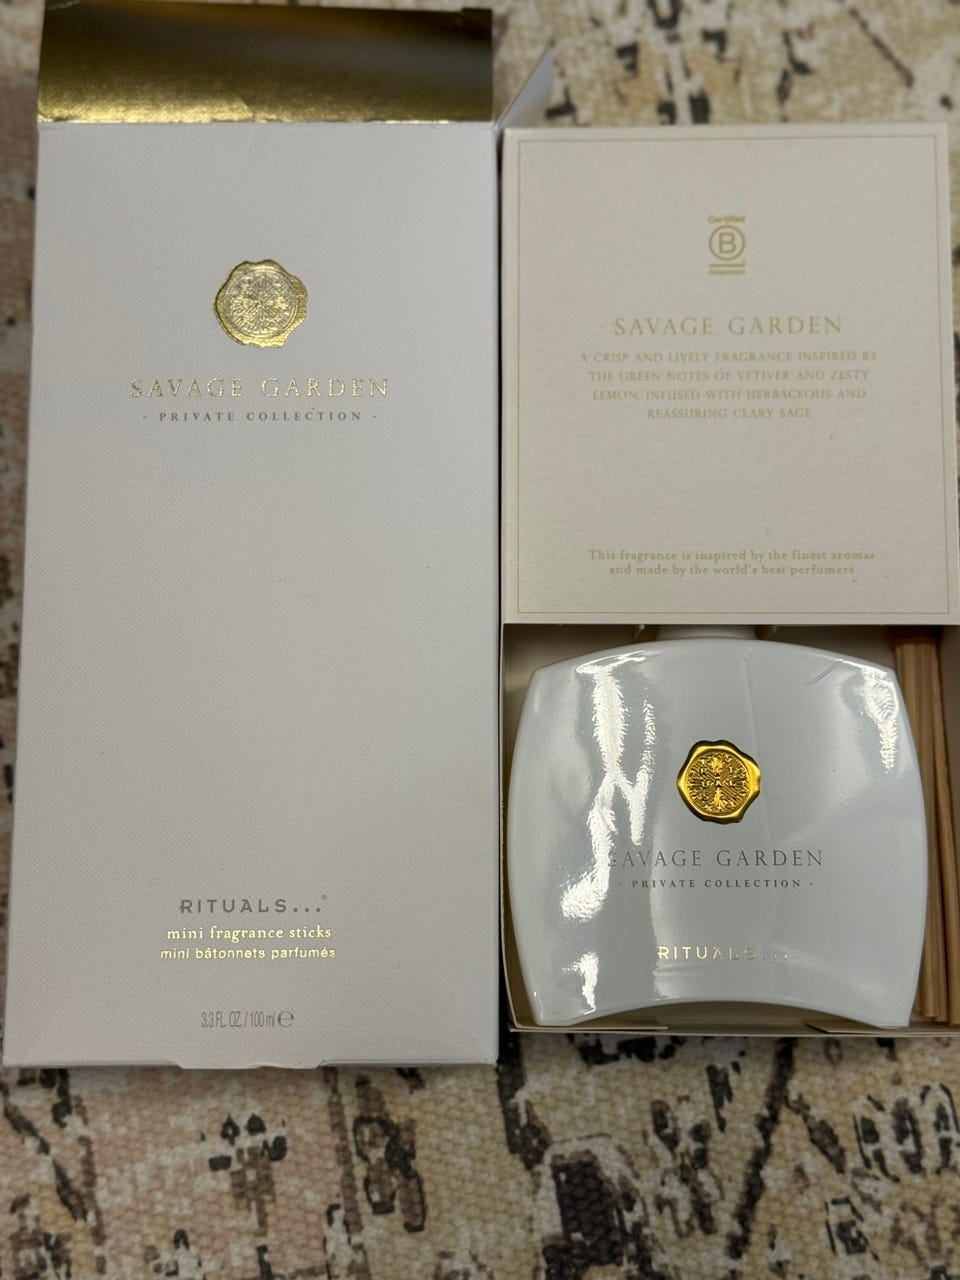 SAVAGE GARDEN
- PRIVATE COLLECTION -
RITUALS...®
mini fragrance sticks
mini bâtonnets parfumés
3.3 FL. OZ. / 100 ml ℮
Certified
B
Corporation
SAVAGE GARDEN
A CRISP AND LIVELY FRAGRANCE INSPIRED BY
THE GREEN NOTES OF VETIVER AND ZESTY
LEMON, INFUSED WITH HERBACEOUS AND
REASSURING CLARY SAGE
This fragrance is inspired by the finest aromas
and made by the world's best perfumers
SAVAGE GARDEN
- PRIVATE COLLECTION -
RITUALS...